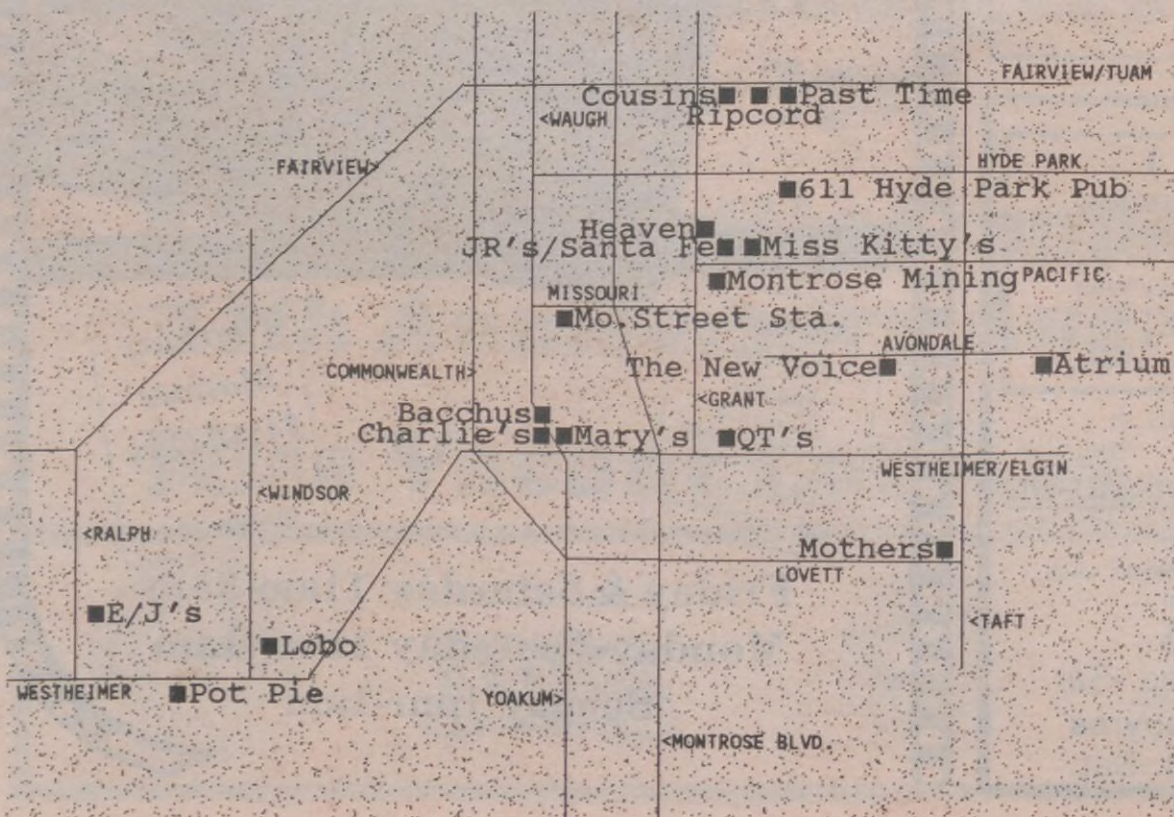 FAIRVIEW/TUAM
Cousins■ ■ ■Past Time
<WAUGH
Ripcord
FAIRVIEW>
HYDE PARK
■611 Hyde Park Pub
Heaven■
JR's/Santa Fe■ ■Miss Kitty's
■Montrose Mining
PACIFIC
MISSOURI
■Mo.Street Sta.
AVONDALE
COMMONWEALTH>
The New Voice■
■Atrium
<GRANT
Bacchus■
Charlie's■ ■Mary's
■QT's
WESTHEIMER/ELGIN
<WINDSOR
<RALPH
Mothers■
LOVETT
■E/J's
<TAFT
■Lobo
WESTHEIMER
■Pot Pie
YOAKUM>
<MONTROSE BLVD.